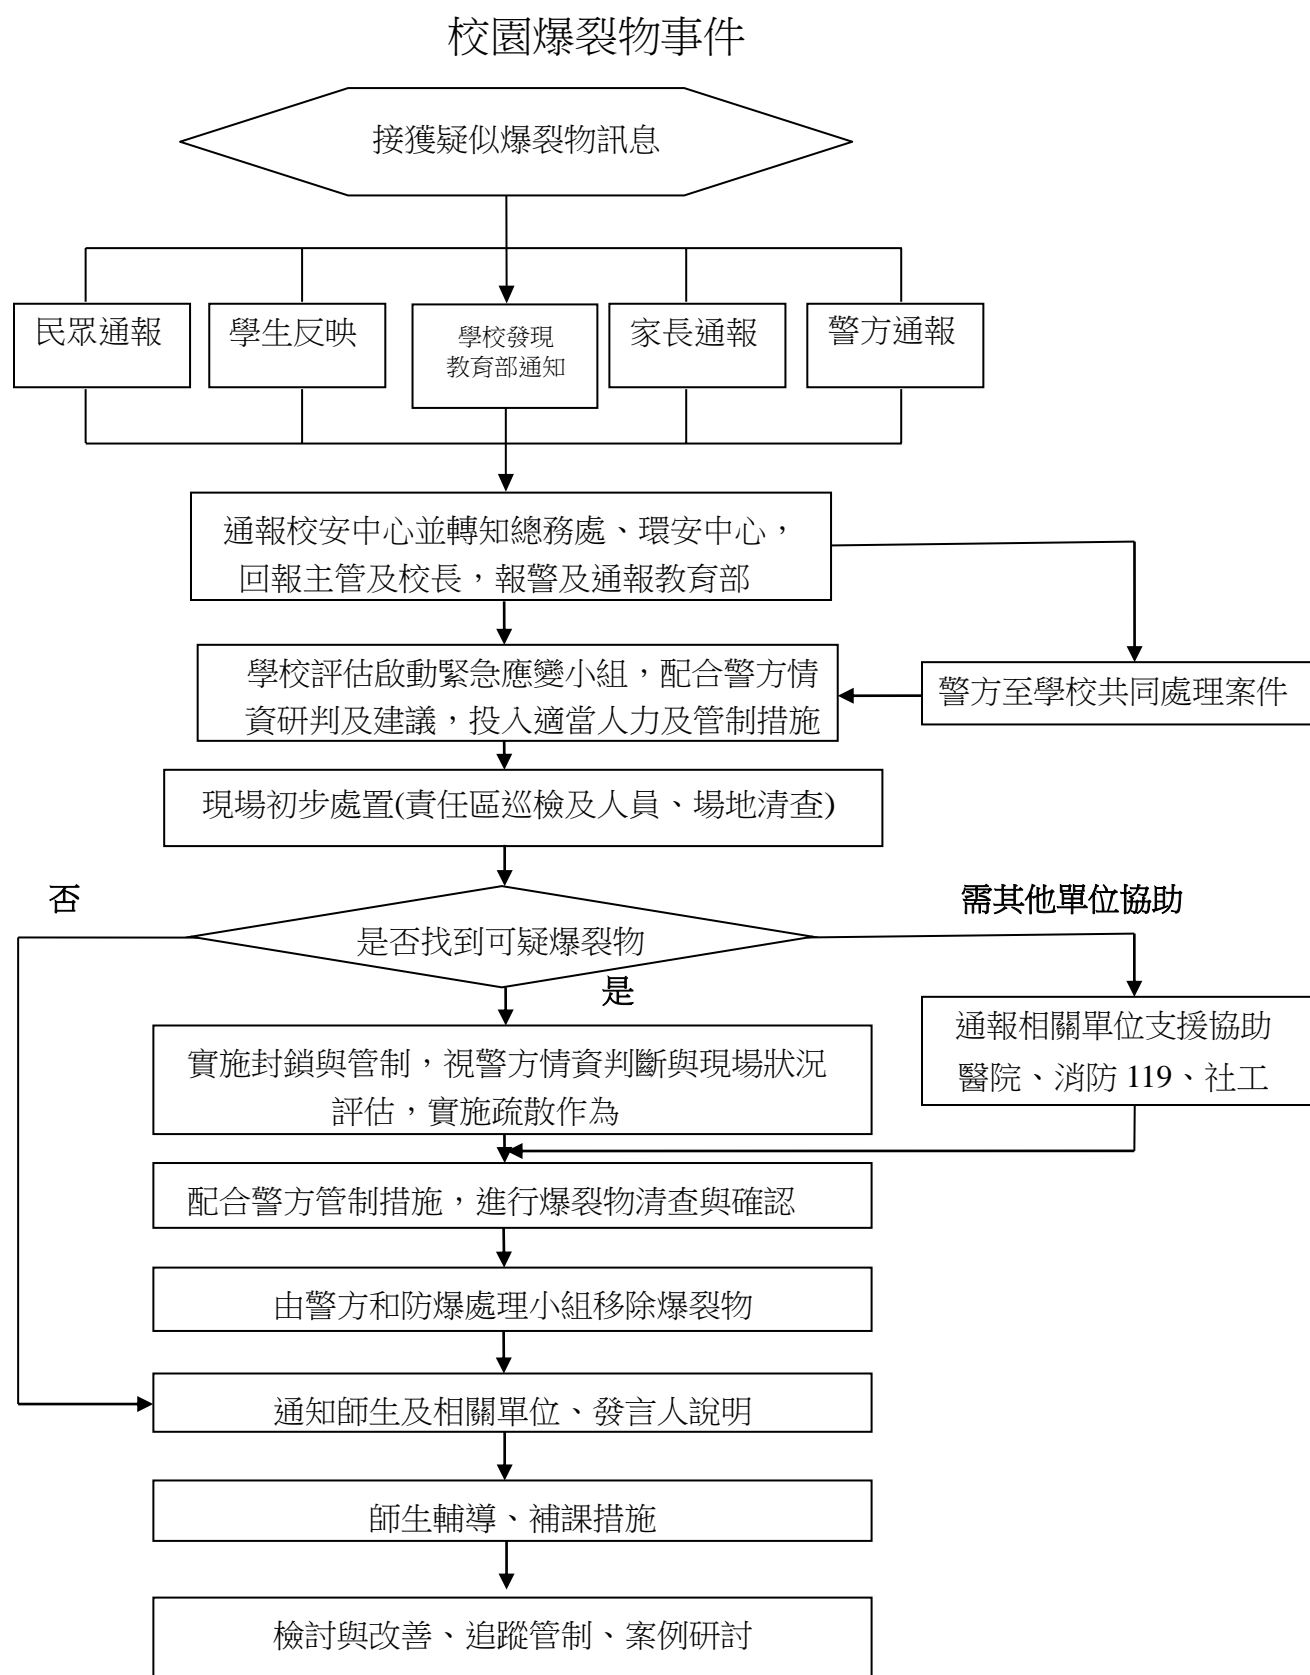 校園爆裂物事件
接獲疑似爆裂物訊息
民眾通報
學生反映
學校發現
教育部通知
家長通報
警方通報
通報校安中心並轉知總務處、環安中心，
回報主管及校長，報警及通報教育部
學校評估啟動緊急應變小組，配合警方情
資研判及建議，投入適當人力及管制措施
警方至學校共同處理案件
現場初步處置(責任區巡檢及人員、場地清查)
否
需其他單位協助
是否找到可疑爆裂物
是
通報相關單位支援協助
醫院、消防 119、社工
實施封鎖與管制，視警方情資判斷與現場狀況
評估，實施疏散作為
配合警方管制措施，進行爆裂物清查與確認
由警方和防爆處理小組移除爆裂物
通知師生及相關單位、發言人說明
師生輔導、補課措施
檢討與改善、追蹤管制、案例研討